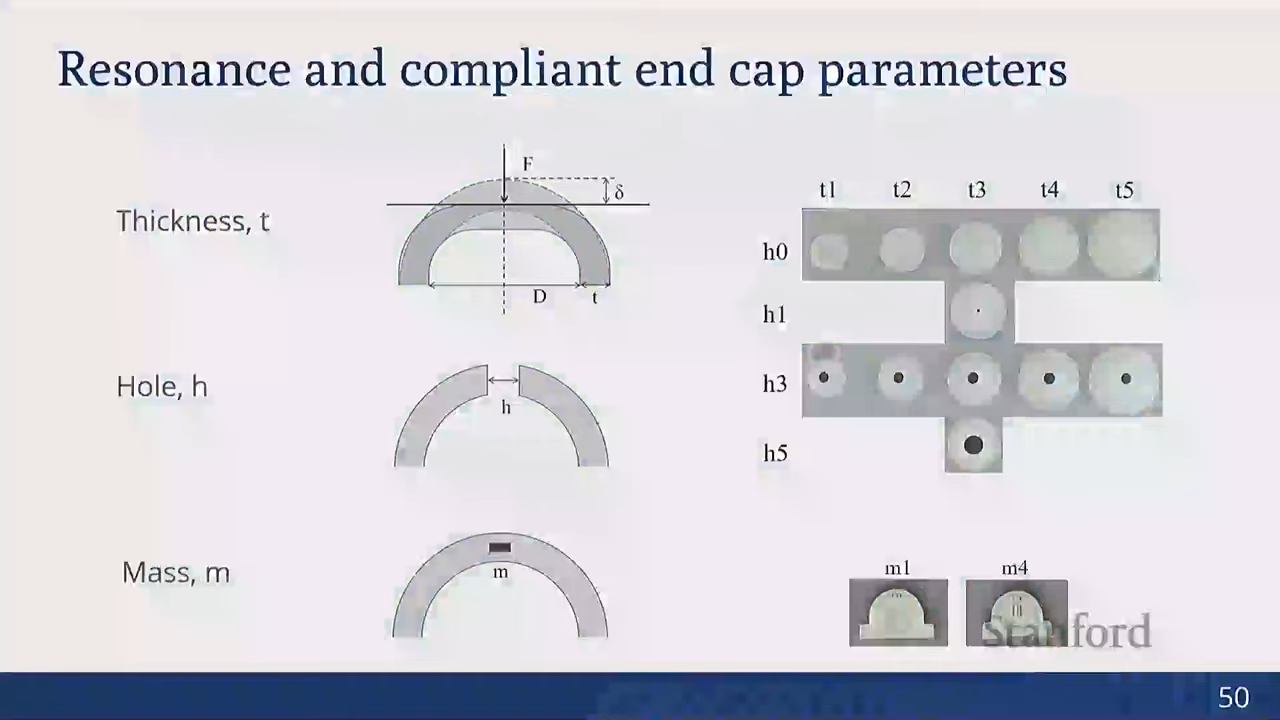 Resonance and compliant end cap parameters
Thickness, t
F
δ
D
t
Hole, h
h
Mass, m
m
t1 t2 t3 t4 t5
h0
h1
h3
h5
m1 m4
Stanford
50